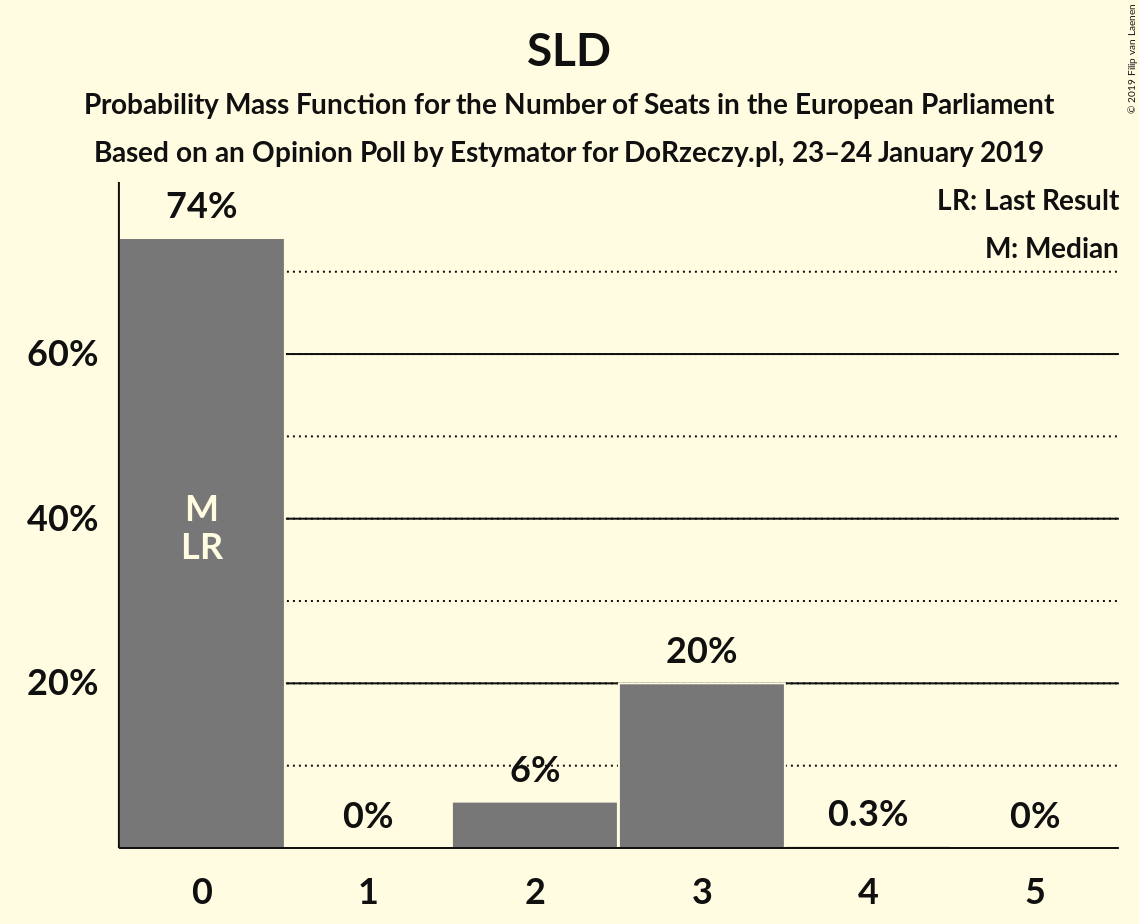 SLD
Probability Mass Function for the Number of Seats in the European Parliament
Based on an Opinion Poll by Estymator for DoRzeczy.pl, 23–24 January 2019
© 2019 Filip van Laenen
LR: Last Result
M: Median
74%
60%
40%
20%
M
LR
0%
6%
20%
0.3%
0%
0 1 2 3 4 5